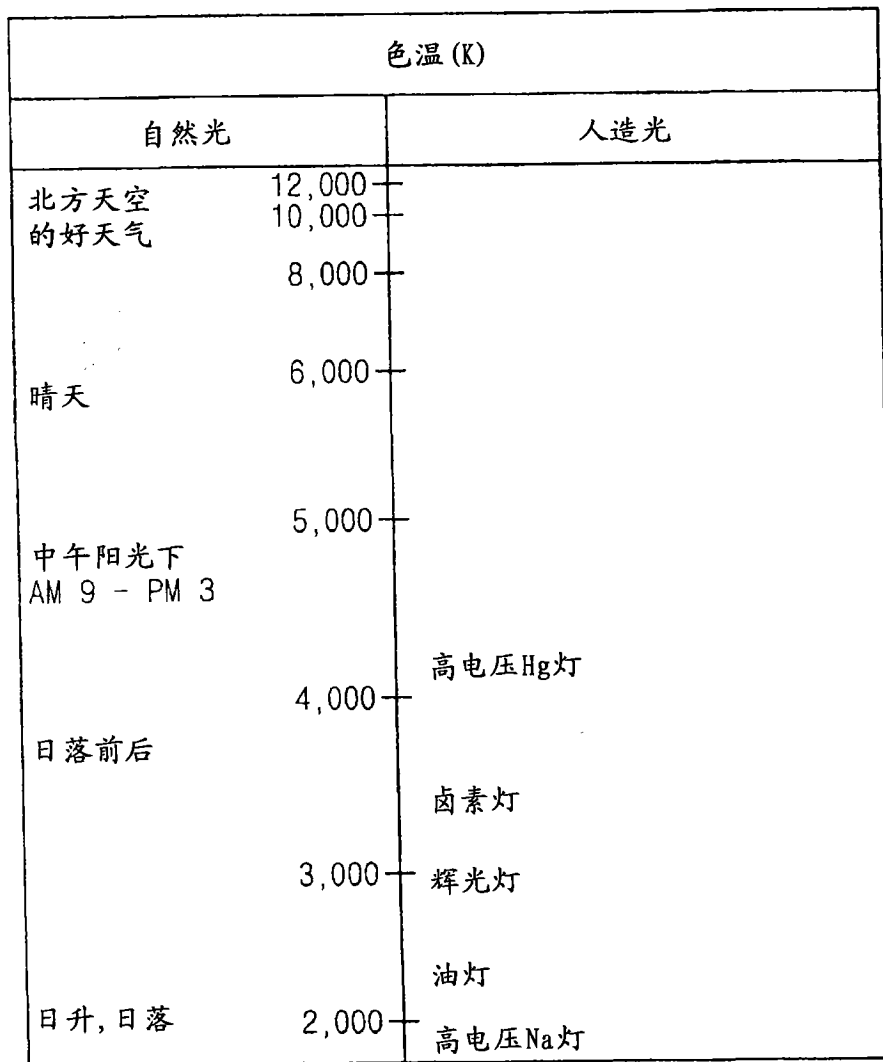 色温(K)
自然光
人造光
北方天空
的好天气
12,000
10,000
8,000
6,000
晴天
5,000
中午阳光下
AM 9 - PM 3
高电压Hg灯
4,000
日落前后
卤素灯
3,000
辉光灯
油灯
日升,日落
2,000
高电压Na灯